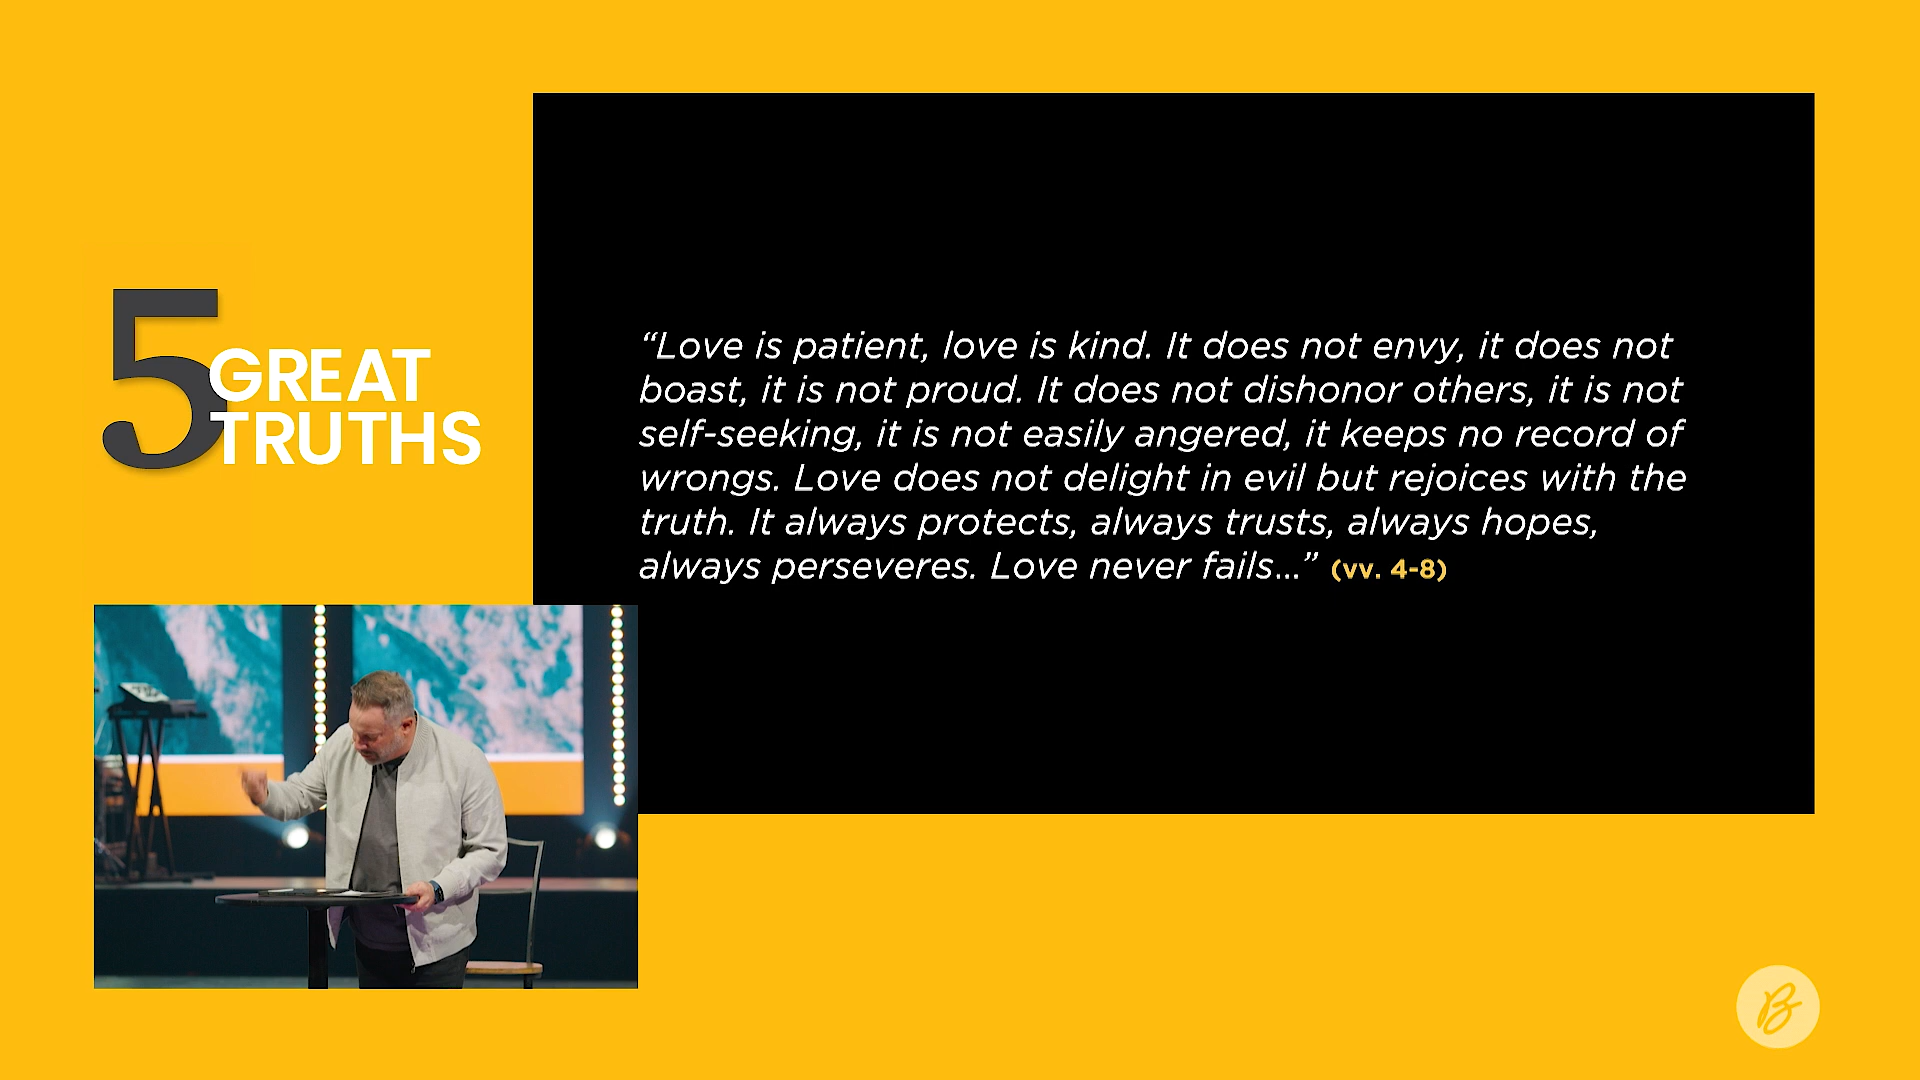 5
GREAT
TRUTHS
“Love is patient, love is kind. It does not envy, it does not
boast, it is not proud. It does not dishonor others, it is not
self-seeking, it is not easily angered, it keeps no record of
wrongs. Love does not delight in evil but rejoices with the
truth. It always protects, always trusts, always hopes,
always perseveres. Love never fails...” (vv. 4-8)
B